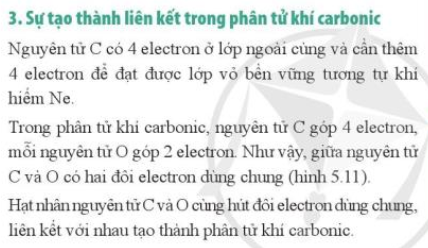 3. Sự tạo thành liên kết trong phân tử khí carbonic
Nguyên tử C có 4 electron ở lớp ngoài cùng và cần thêm
4 electron để đạt được lớp vỏ bền vững tương tự khí
hiếm Ne.
Trong phân tử khí carbonic, nguyên tử C góp 4 electron,
mỗi nguyên tử O góp 2 electron. Như vậy, giữa nguyên tử
C và O có hai đôi electron dùng chung (hình 5.11).
Hạt nhân nguyên tử C và O cùng hút đôi electron dùng chung,
liên kết với nhau tạo thành phân tử khí carbonic.